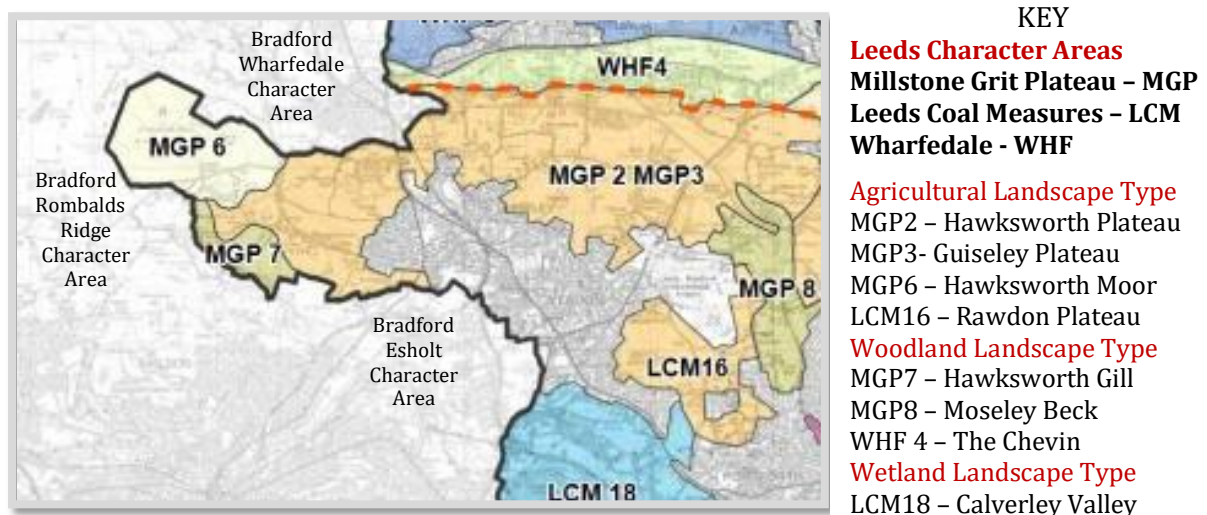 Bradford
Wharfedale
Character
Area
WHF4
MGP 6
MGP 2 MGP3
Bradford
Rombalds
Ridge
Character
Area
MGP 7
MGP 8
Bradford
Esholt
Character
Area
LCM16
LCM 18
KEY
Leeds Character Areas
Millstone Grit Plateau – MGP
Leeds Coal Measures – LCM
Wharfedale - WHF
Agricultural Landscape Type
MGP2 – Hawksworth Plateau
MGP3- Guiseley Plateau
MGP6 – Hawksworth Moor
LCM16 – Rawdon Plateau
Woodland Landscape Type
MGP7 – Hawksworth Gill
MGP8 – Moseley Beck
WHF 4 – The Chevin
Wetland Landscape Type
LCM18 – Calverley Valley